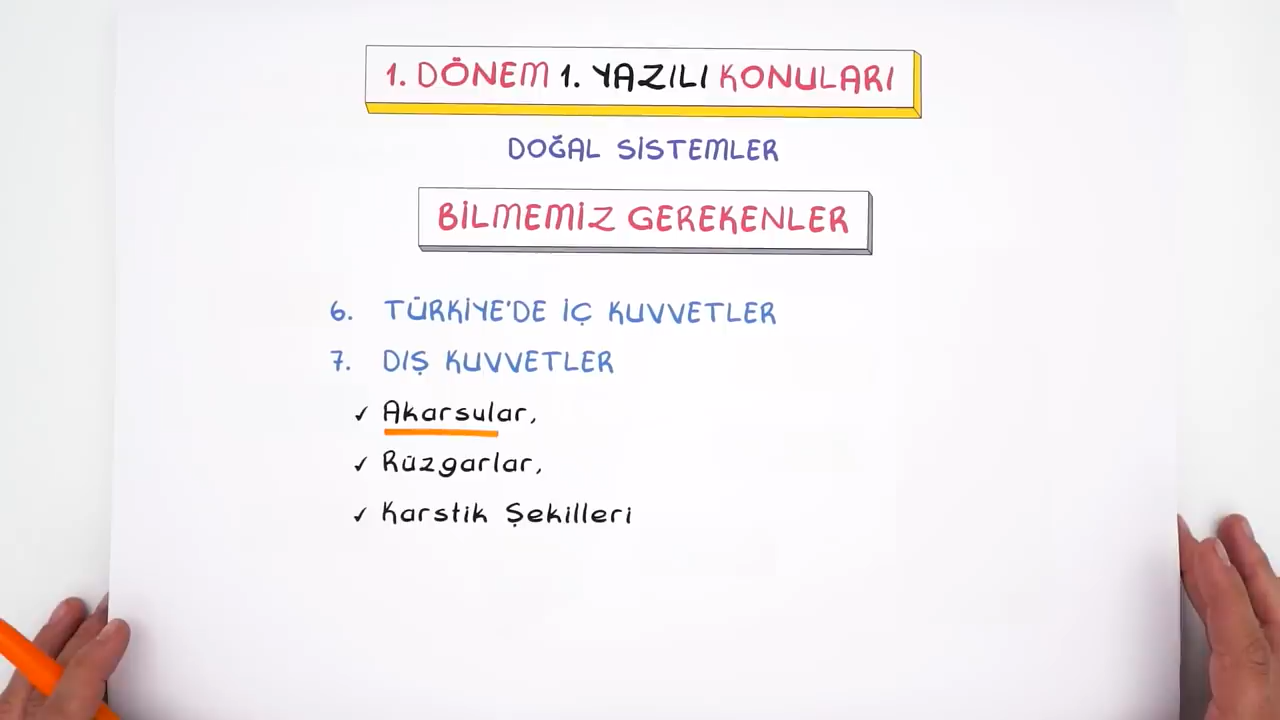 1. DÖNEM 1. YAZILI KONULARI
DOĞAL SİSTEMLER
BİLMEMİZ GEREKENLER
6. TÜRKİYE'DE İÇ KUVVETLER
7. DIŞ KUVVETLER
✓ Akarsular,
✓ Rüzgarlar,
✓ Karstik Şekilleri